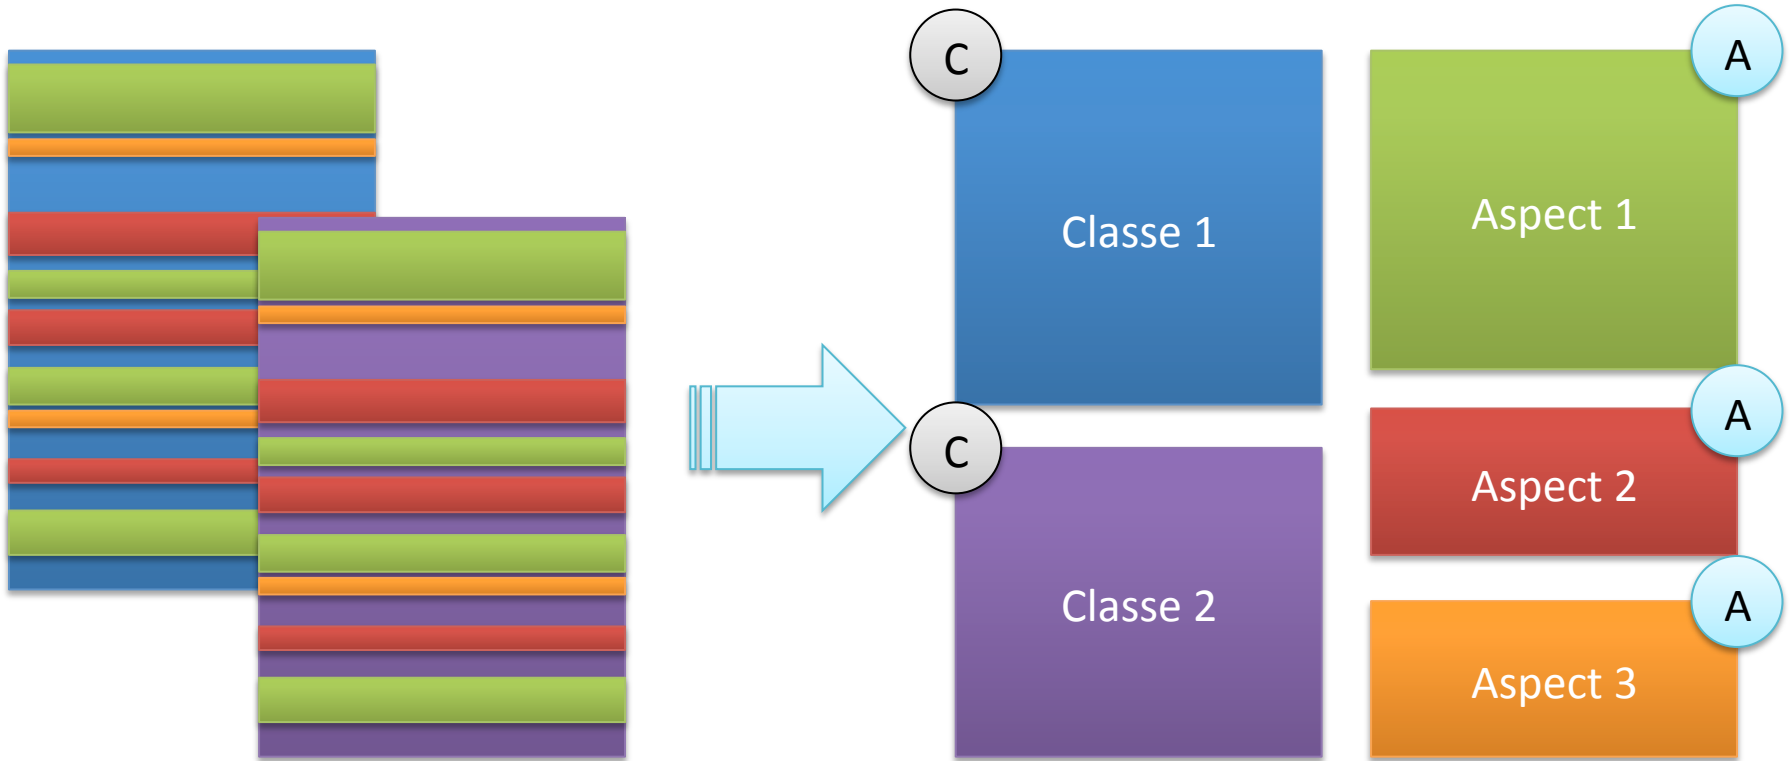 C
A
Classe 1
Aspect 1
A
C
Aspect 2
Classe 2
A
Aspect 3